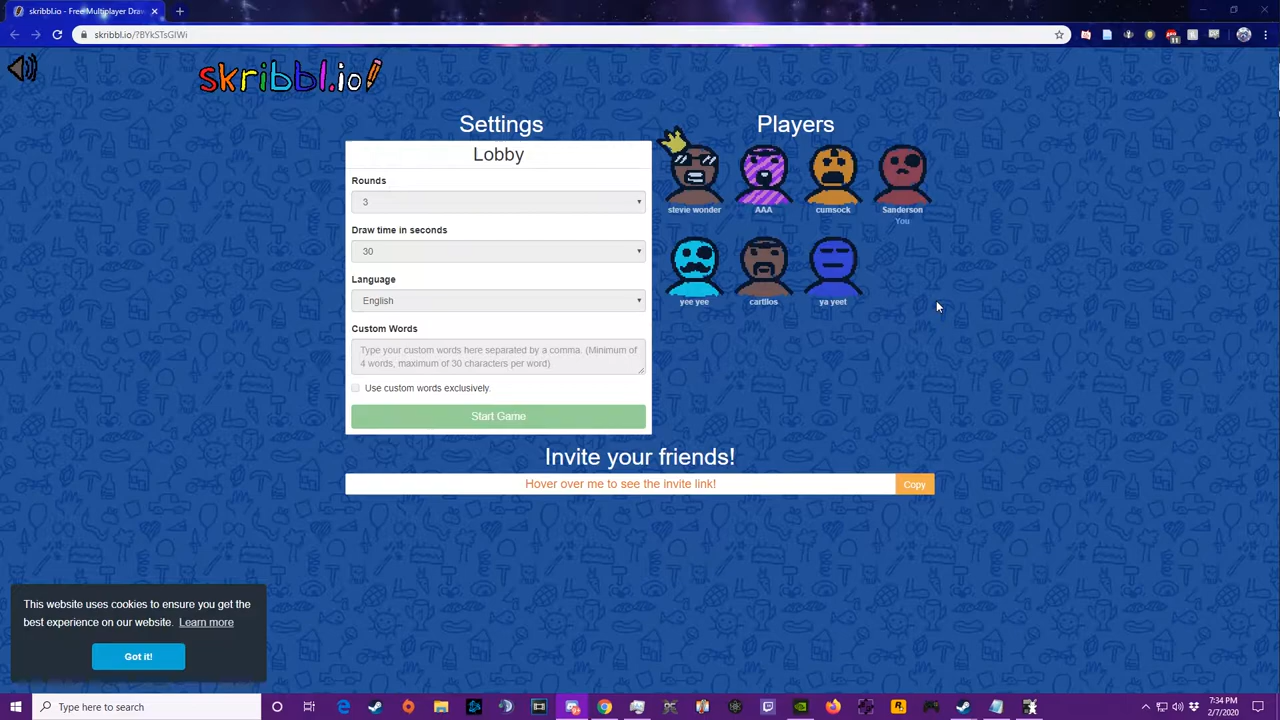 skribbl.io - Free Multiplayer Draw
skribbl.io/?BYkSTsGlWi
skribbl.io
Settings
Players
Lobby
Rounds
3
Draw time in seconds
30
Language
English
Custom Words
Type your custom words here separated by a comma. (Minimum of
4 words, maximum of 30 characters per word)
Use custom words exclusively.
Start Game
stevie wonder
AAA
cumsock
Sanderson
You
yee yee
cartilos
ya yeet
Invite your friends!
Hover over me to see the invite link!
Copy
This website uses cookies to ensure you get the
best experience on our website. Learn more
Got it!
Type here to search
7:34 PM
2/7/2020